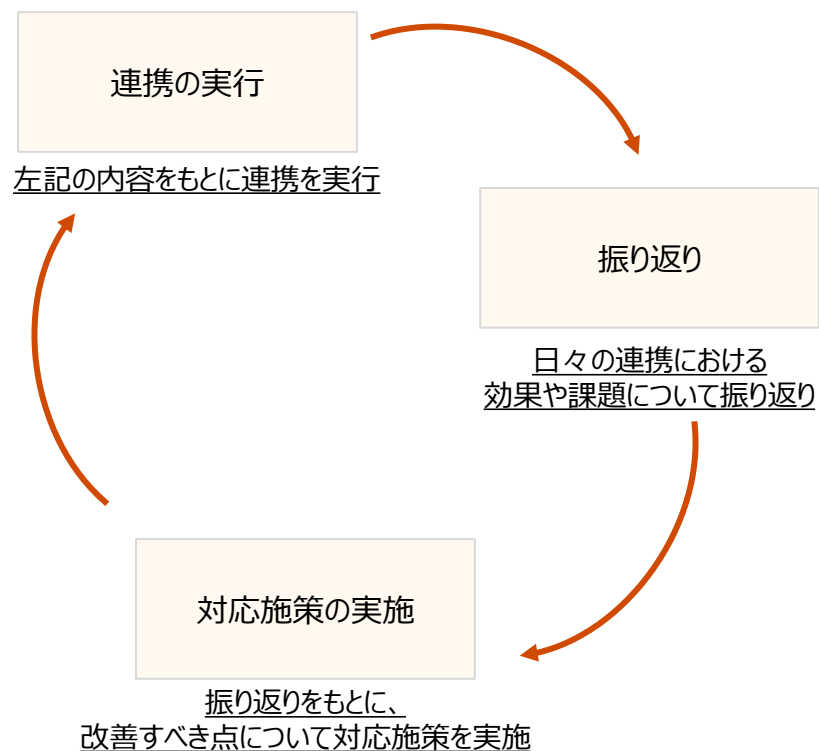 連携の実行
左記の内容をもとに連携を実行
振り返り
日々の連携における
効果や課題について振り返り
対応施策の実施
振り返りをもとに、
改善すべき点について対応施策を実施